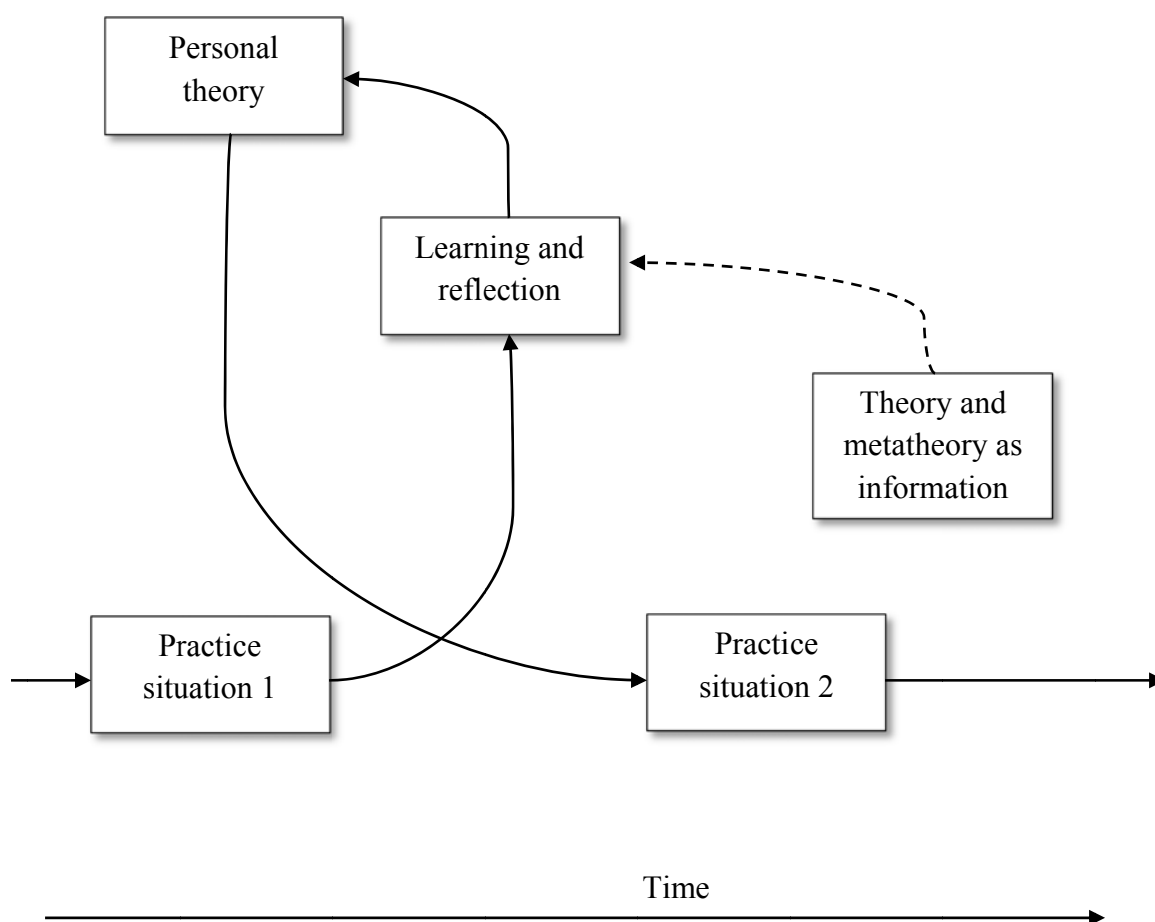 Personal
theory
Learning and
reflection
Theory and
metatheory as
information
Practice
situation 1
Practice
situation 2
Time